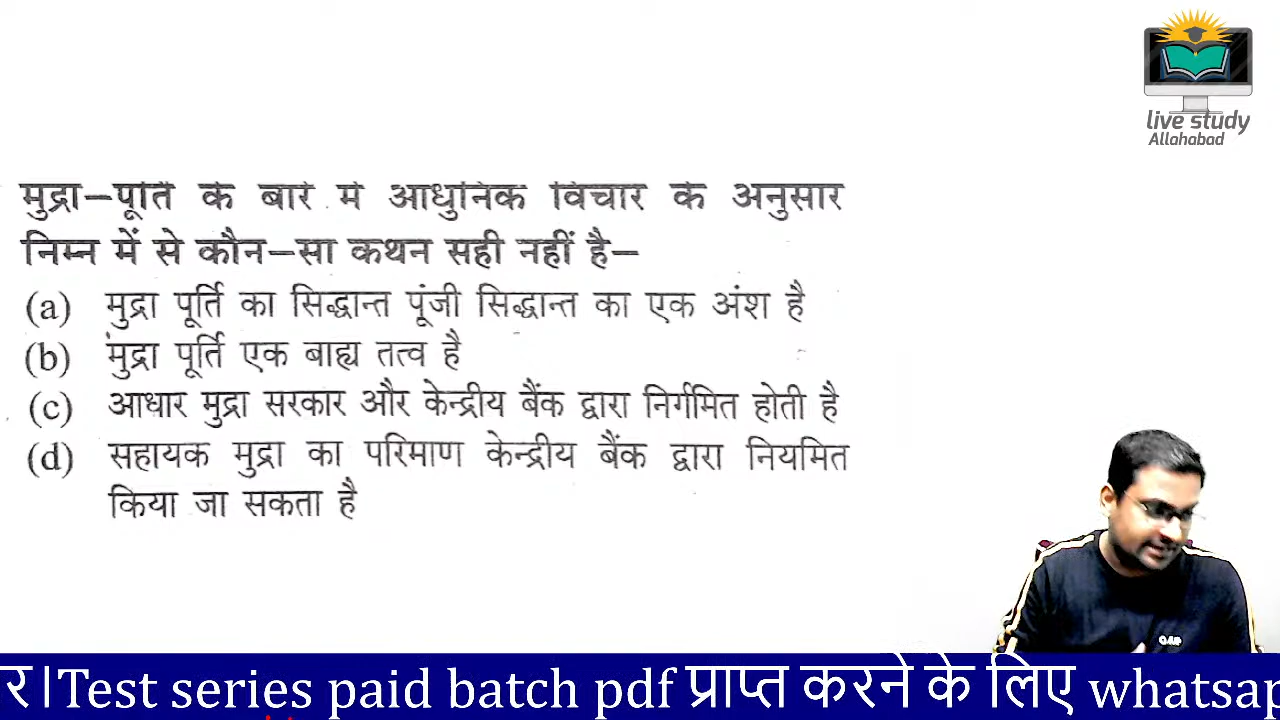 live study
Allahabad
मुद्रा–पूर्ति के बारे में आधुनिक विचार के अनुसार
निम्न में से कौन–सा कथन सही नहीं है–
(a) मुद्रा पूर्ति का सिद्धान्त पूंजी सिद्धान्त का एक अंश है
(b) मुद्रा पूर्ति एक बाह्य तत्व है
(c) आधार मुद्रा सरकार और केन्द्रीय बैंक द्वारा निर्गमित होती है
(d) सहायक मुद्रा का परिमाण केन्द्रीय बैंक द्वारा नियमित
किया जा सकता है
र।Test series paid batch pdf प्राप्त करने के लिए whatsap